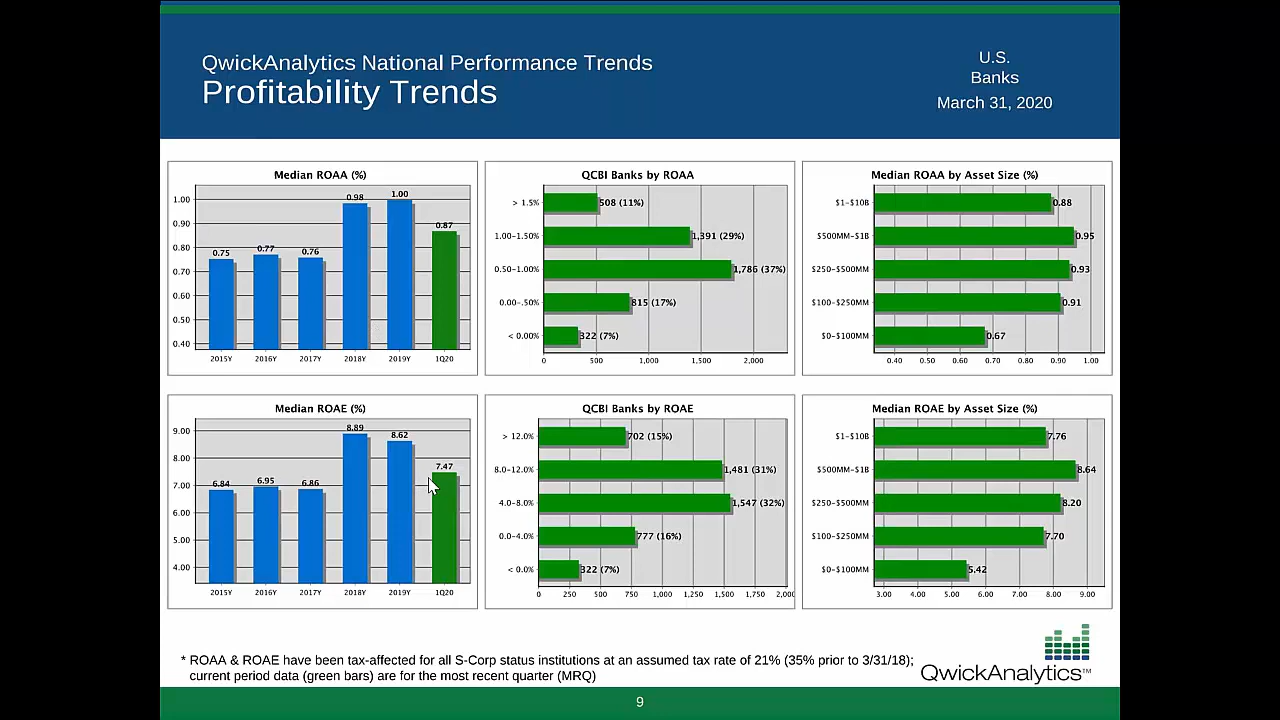 QwickAnalytics National Performance Trends
Profitability Trends
U.S.
Banks
March 31, 2020
Median ROAA (%)
1.00
0.90
0.80
0.70
0.60
0.50
0.40
0.75
0.77
0.76
0.98
1.00
0.87
2015Y 2016Y 2017Y 2018Y 2019Y 1Q20
QCBI Banks by ROAA
> 1.5% 508 (11%)
1.00-1.50% 1,391 (29%)
0.50-1.00% 1,786 (37%)
0.00-.50% 815 (17%)
< 0.00% 322 (7%)
0 500 1,000 1,500 2,000
Median ROAA by Asset Size (%)
$1-$10B 0.88
$500MM-$1B 0.95
$250-$500MM 0.93
$100-$250MM 0.91
$0-$100MM 0.67
0.40 0.50 0.60 0.70 0.80 0.90 1.00
Median ROAE (%)
9.00
8.00
7.00
6.00
5.00
4.00
6.84
6.95
6.86
8.89
8.62
7.47
2015Y 2016Y 2017Y 2018Y 2019Y 1Q20
QCBI Banks by ROAE
> 12.0% 702 (15%)
8.0-12.0% 1,481 (31%)
4.0-8.0% 1,547 (32%)
0.0-4.0% 777 (16%)
< 0.0% 322 (7%)
0 250 500 750 1,000 1,250 1,500 1,750 2,000
Median ROAE by Asset Size (%)
$1-$10B 7.76
$500MM-$1B 8.64
$250-$500MM 8.20
$100-$250MM 7.70
$0-$100MM 5.42
3.00 4.00 5.00 6.00 7.00 8.00 9.00
* ROAA & ROAE have been tax-affected for all S-Corp status institutions at an assumed tax rate of 21% (35% prior to 3/31/18);
current period data (green bars) are for the most recent quarter (MRQ)
QwickAnalytics™
9